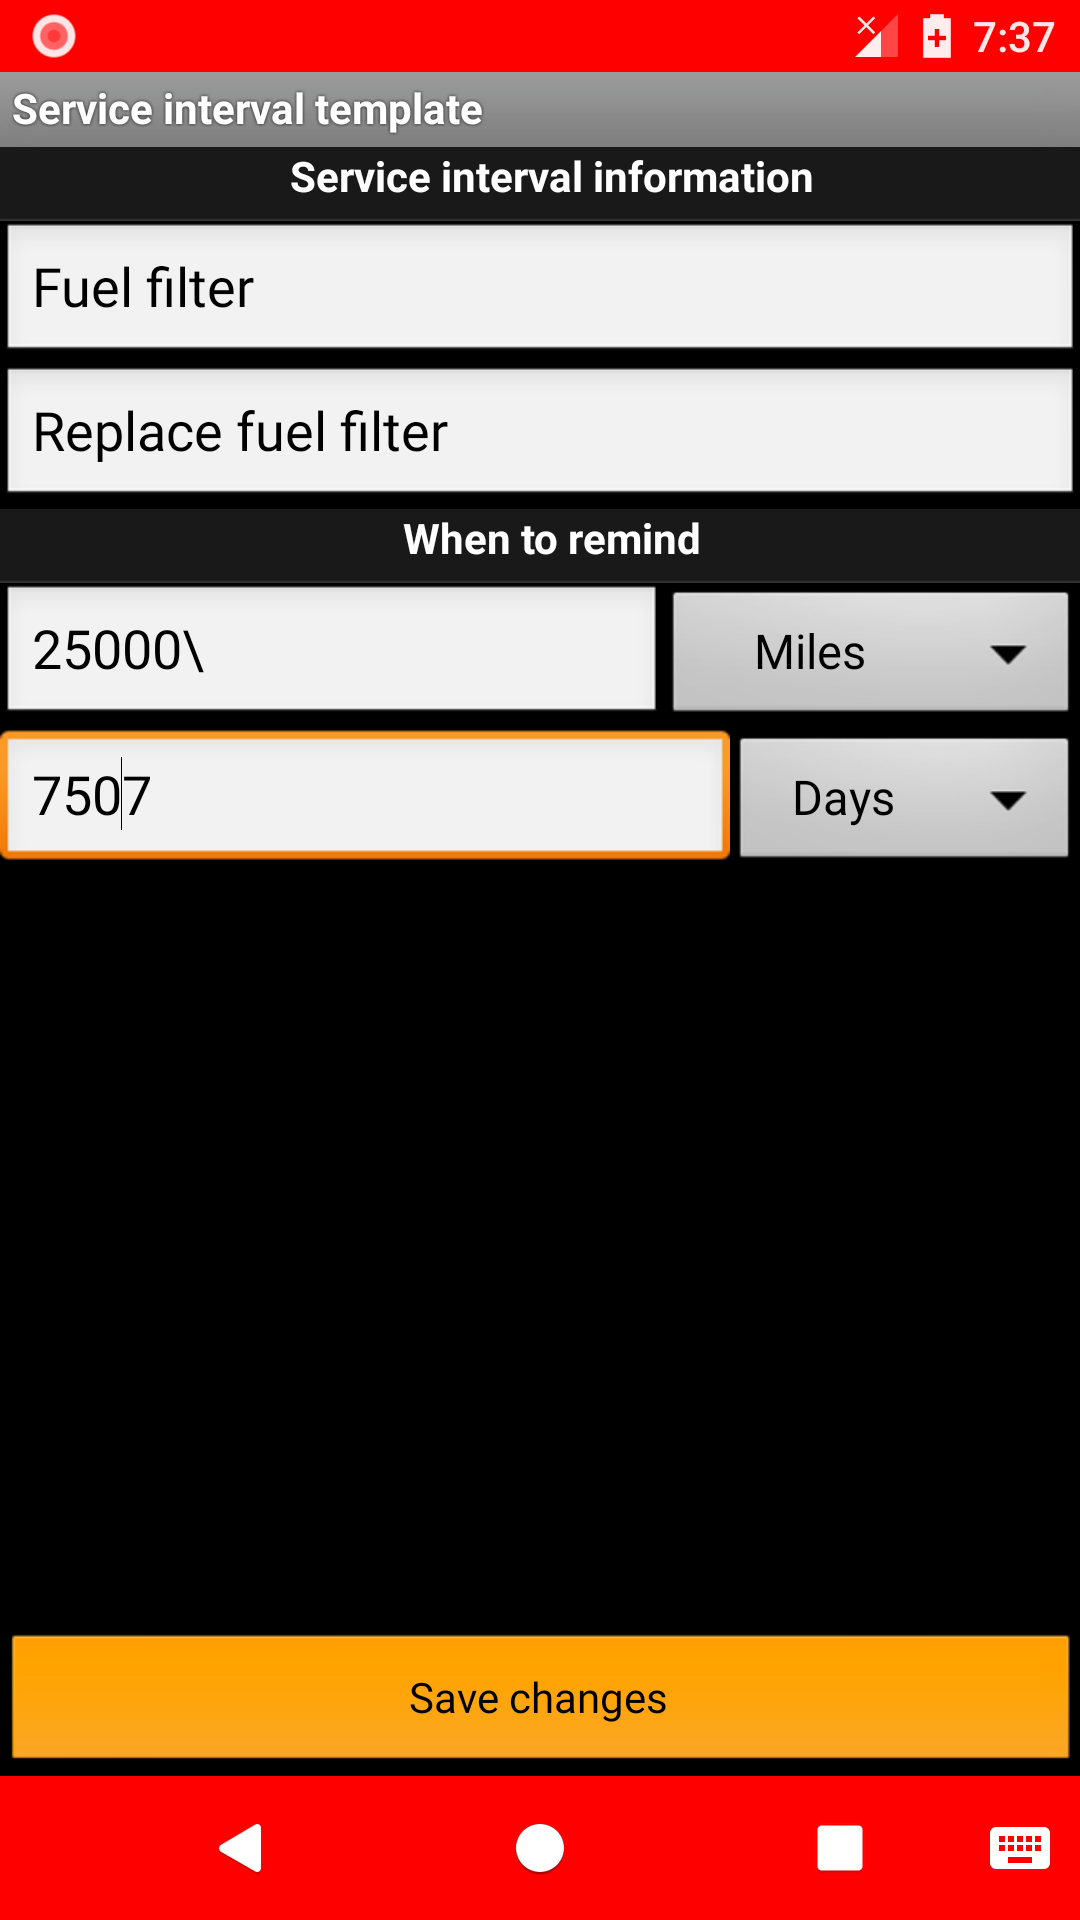 7:37
Service interval template
Service interval information
Fuel filter
Replace fuel filter
When to remind
25000\
Miles
7507
Days
Save changes